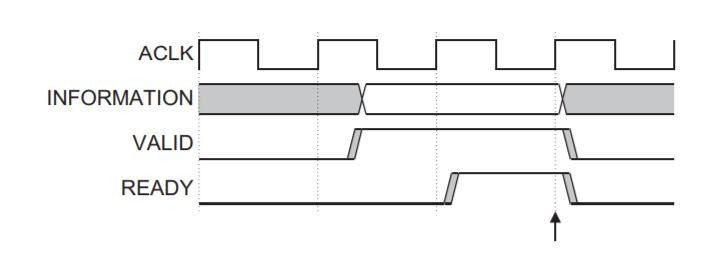 ACLK
INFORMATION
VALID
READY